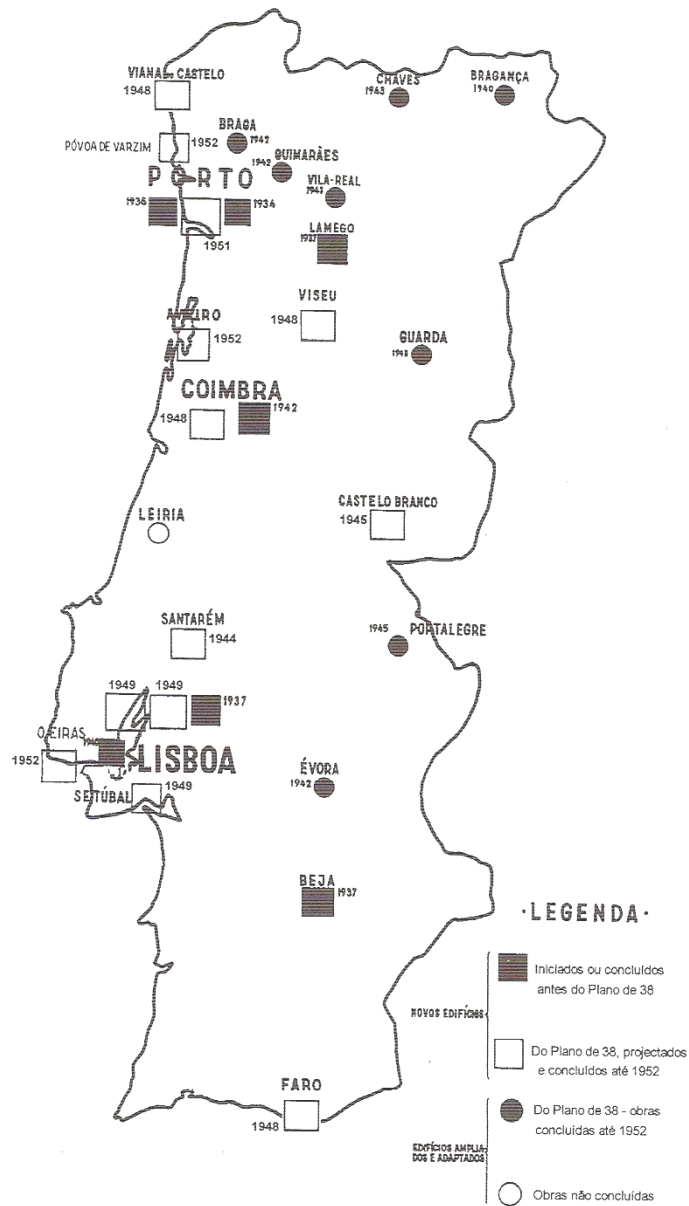 VIANA DO CASTELO
1948
CHAVES
1943
BRAGANÇA
1940
PÓVOA DE VARZIM
1952
BRAGA
1942
GUIMARÃES
1942
VILA-REAL
PORTO
1934
1951
LAMEGO
1937
VISEU
1948
AVEIRO
1952
GUARDA
COIMBRA
1948
1942
LEIRIA
CASTELO BRANCO
1945
SANTARÉM
1944
1945
PORTALEGRE
1949
1949
1937
OEIRAS
1952
LISBOA
SETÚBAL
1949
ÉVORA
1942
BEJA
1937
FARO
1948
·LEGENDA·
NOVOS EDIFÍCIOS
Iniciados ou concluídos
antes do Plano de 38
Do Plano de 38, projectados
e concluídos até 1952
EDIFÍCIOS AMPLIA
DOS E ADAPTADOS
Do Plano de 38 - obras
concluídas até 1952
Obras não concluídas